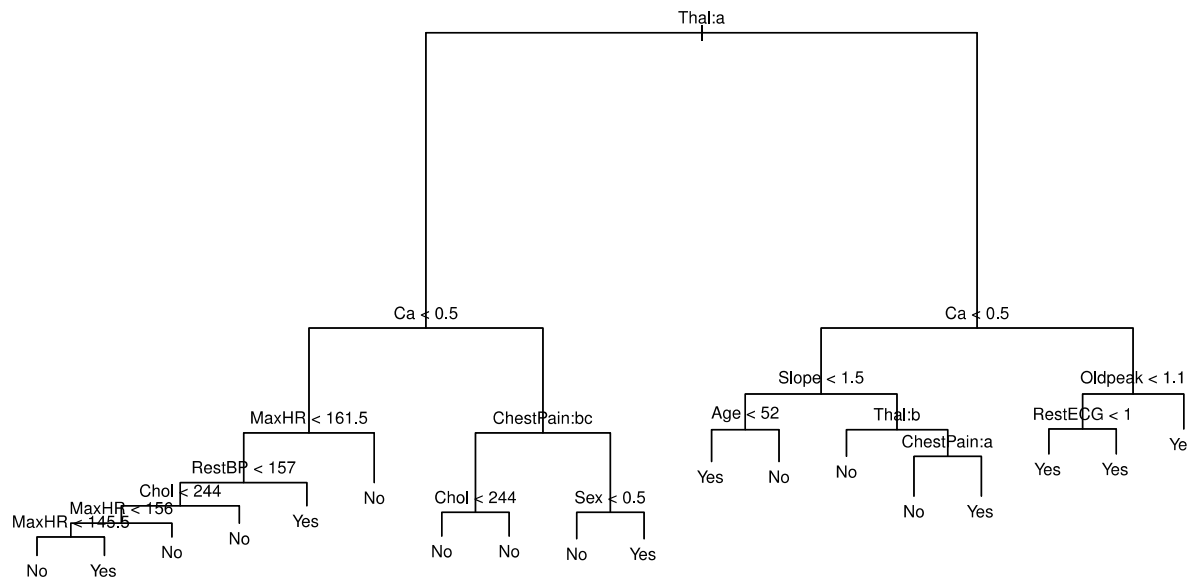 Thal:a
Ca < 0.5
Ca < 0.5
Slope < 1.5
Oldpeak < 1.1
MaxHR < 161.5
ChestPain:bc
Age < 52
Thal:b
RestECG < 1
ChestPain:a
Ye
RestBP < 157
No
Yes
No
No
Yes
Yes
Chol < 244
Chol < 244
Sex < 0.5
No
Yes
MaxHR < 156
Yes
MaxHR < 145.5
No
No
No
No
No
Yes
No
Yes